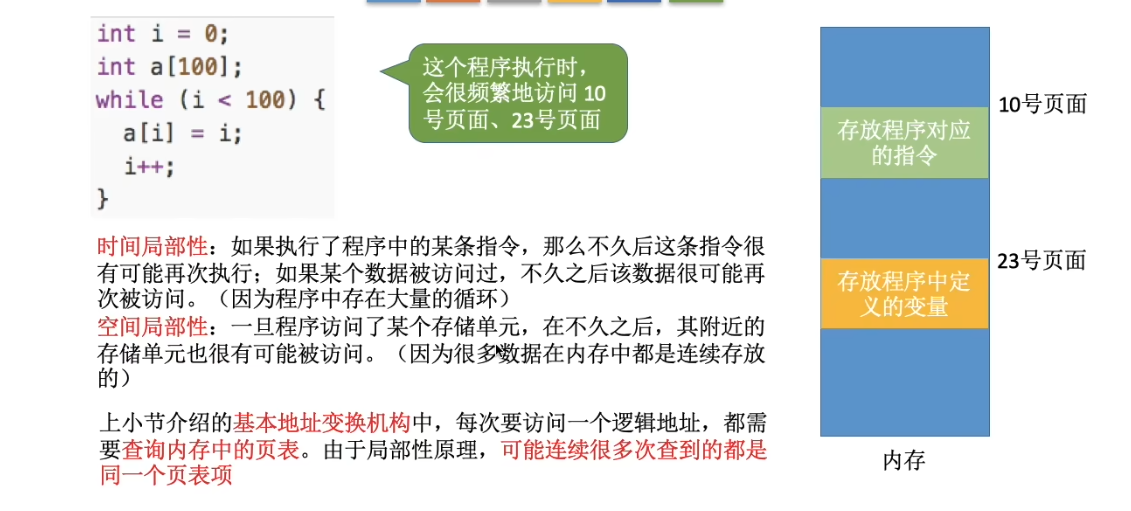 int i = 0;
int a[100];
while (i < 100) {
a[i] = i;
i++;
}
这个程序执行时，
会很频繁地访问 10
号页面、23号页面
时间局部性：如果执行了程序中的某条指令，那么不久后这条指令很
有可能再次执行；如果某个数据被访问过，不久之后该数据很可能再
次被访问。（因为程序中存在大量的循环）
空间局部性：一旦程序访问了某个存储单元，在不久之后，其附近的
存储单元也很有可能被访问。（因为很多数据在内存中都是连续存放
的）
上小节介绍的基本地址变换机构中，每次要访问一个逻辑地址，都需
要查询内存中的页表。由于局部性原理，可能连续很多次查到的都是
同一个页表项
10号页面
存放程序对应
的指令
23号页面
存放程序中定
义的变量
内存